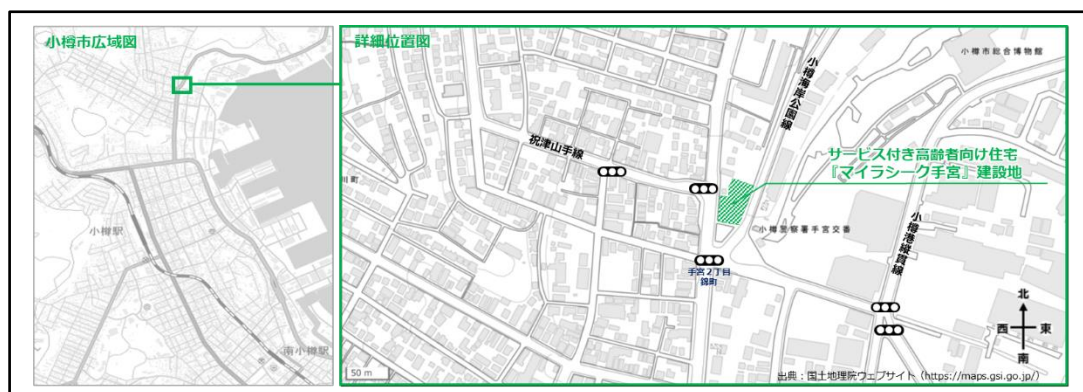 小樽市広域図
小樽駅
南小樽駅
詳細位置図
小樽市総合博物館
小樽海岸公園線
祝津山手線
サービス付き高齢者向け住宅
『マイラシーク手宮』建設地
川町
小樽警察署手宮交番
小樽港縦貫線
手宮2丁目
錦町
北
西
東
南
50 m
出典：国土地理院ウェブサイト（https://maps.gsi.go.jp/）